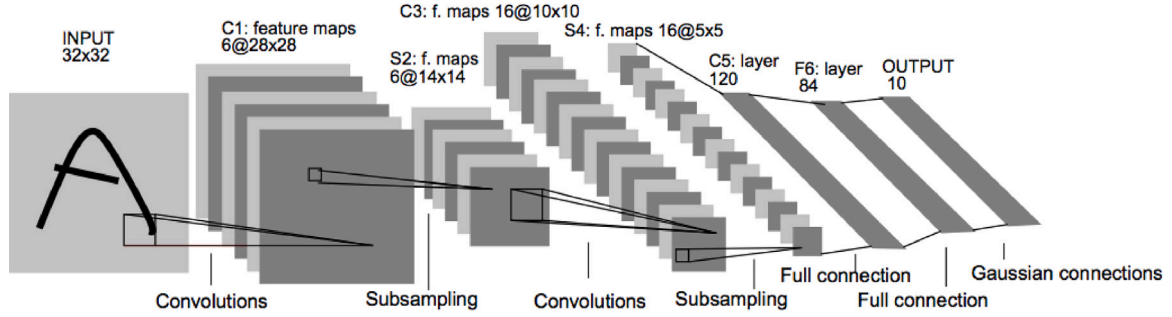 INPUT
32x32
C1: feature maps
6@28x28
S2: f. maps
6@14x14
C3: f. maps 16@10x10
S4: f. maps 16@5x5
C5: layer
120
F6: layer
84
OUTPUT
10
Convolutions
Subsampling
Convolutions
Subsampling
Full connection
Full connection
Gaussian connections